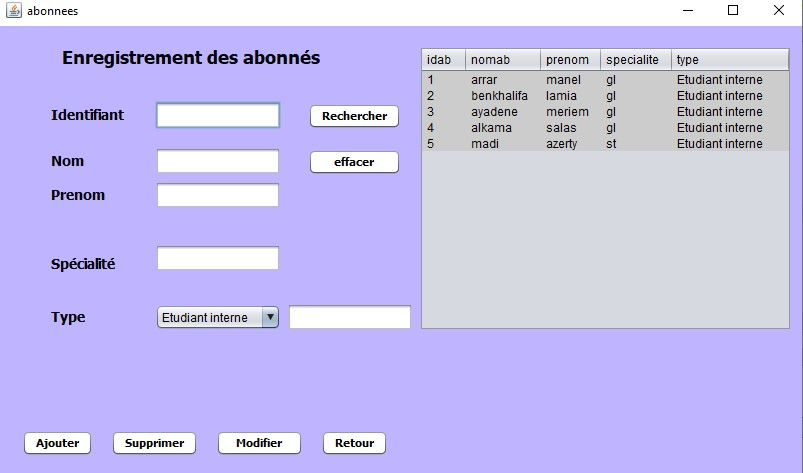 abonnees
Enregistrement des abonnés
Identifiant
Rechercher
Nom
effacer
Prenom
Spécialité
Type
Etudiant interne
idab nomab prenom specialite type
1 arrar manel gl Etudiant interne
2 benkhalifa lamia gl Etudiant interne
3 ayadene meriem gl Etudiant interne
4 alkama salas gl Etudiant interne
5 madi azerty st Etudiant interne
Ajouter Supprimer Modifier Retour